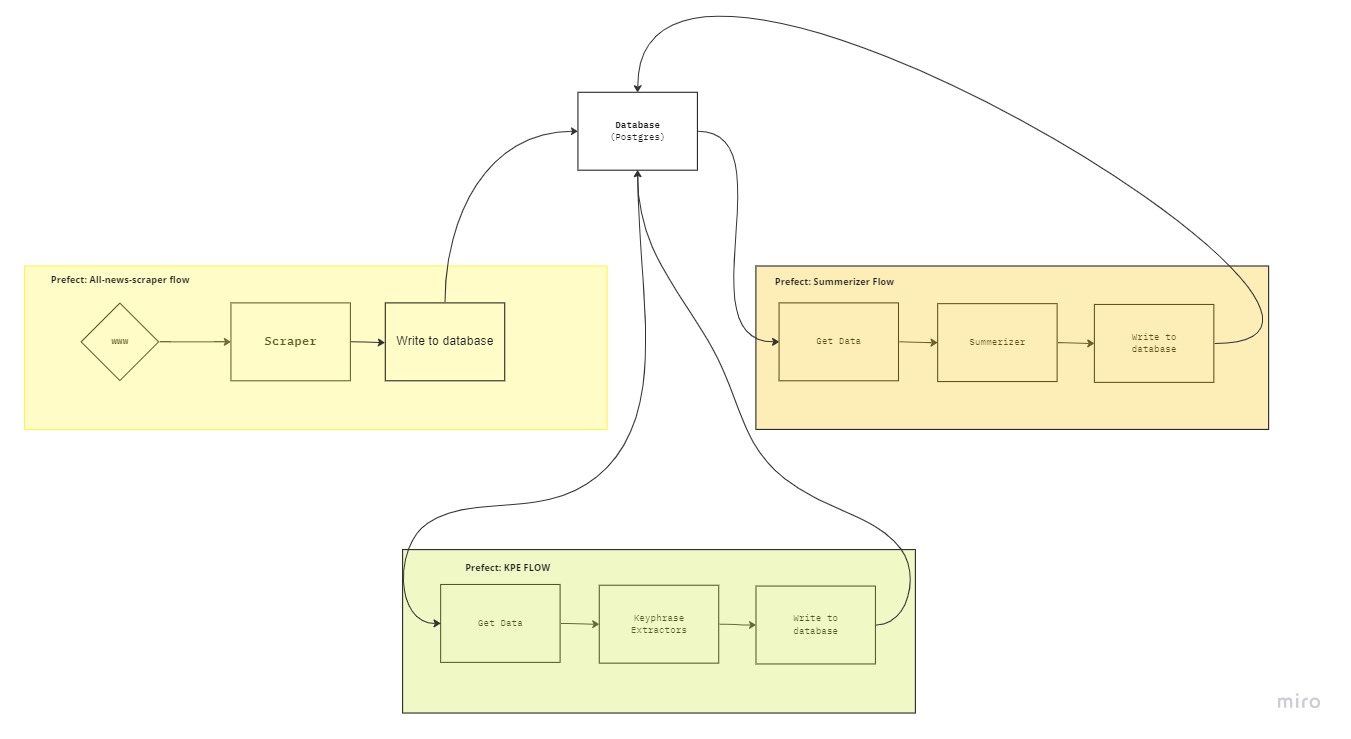 Database
(Postgres)
Prefect: All-news-scraper flow
www
Scraper
Write to database
Prefect: Summerizer Flow
Get Data
Summerizer
Write to
database
Prefect: KPE FLOW
Get Data
Keyphrase
Extractors
Write to
database
miro